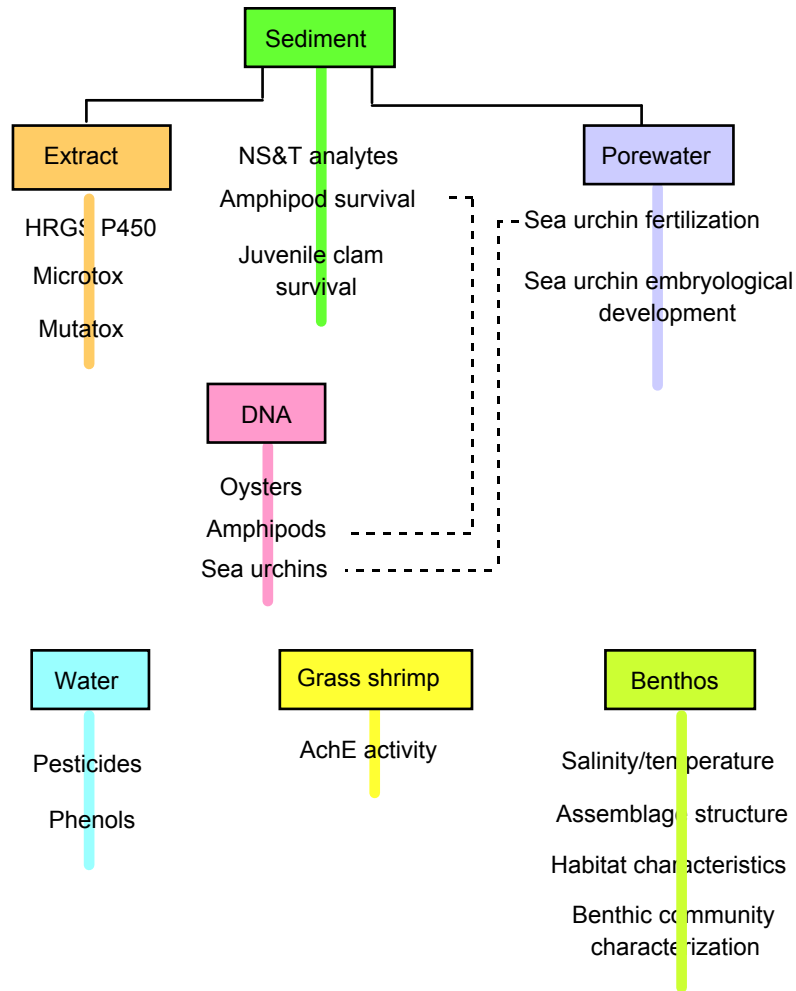 Sediment
Extract
HRGS P450
Microtox
Mutatox
NS&T analytes
Amphipod survival
Juvenile clam
survival
Porewater
Sea urchin fertilization
Sea urchin embryological
development
DNA
Oysters
Amphipods
Sea urchins
Water
Pesticides
Phenols
Grass shrimp
AchE activity
Benthos
Salinity/temperature
Assemblage structure
Habitat characteristics
Benthic community
characterization